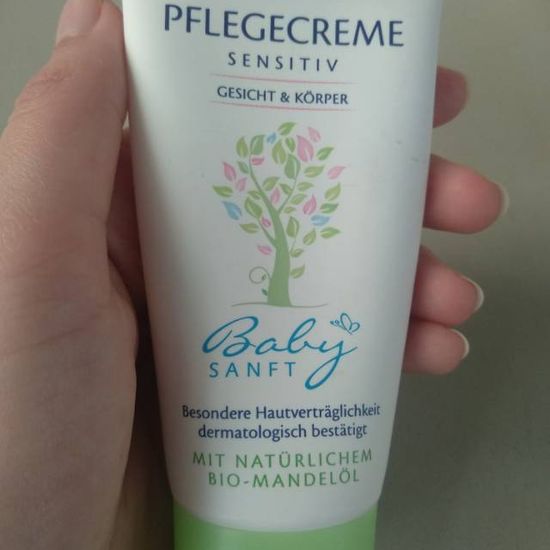 PFLEGECREME
SENSITIV
GESICHT & KÖRPER
Baby
SANFT
Besondere Hautverträglichkeit
dermatologisch bestätigt
MIT NATÜRLICHEM
BIO-MANDELÖL